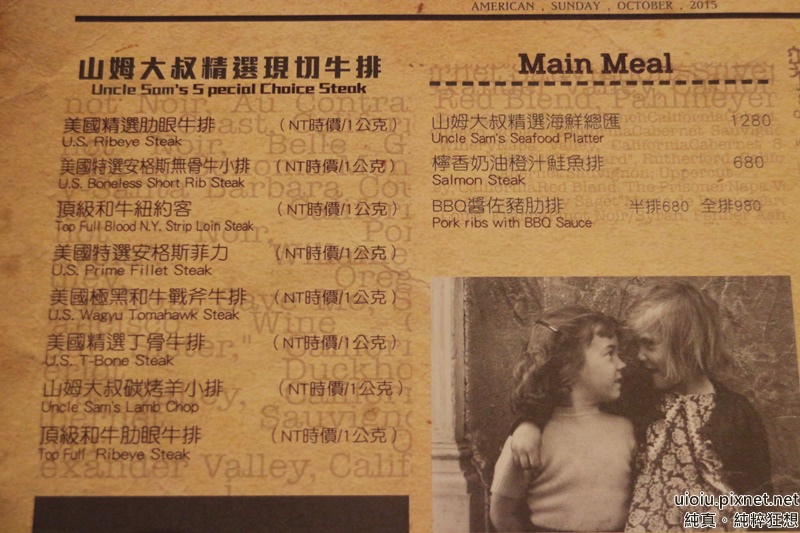 AMERICAN , SUNDAY , OCTOBER . 2015
山姆大叔精選現切牛排
Uncle Sam's Special Choice Steak
美國精選肋眼牛排 （NT時價/1公克）
U.S. Ribeye Steak
美國特選安格斯無骨牛小排 （NT時價/1公克）
U.S. Boneless Short Rib Steak
頂級和牛紐約客 （NT時價/1公克）
Top Full Blood N.Y. Strip Loin Steak
美國特選安格斯菲力 （NT時價/1公克）
U.S. Prime Fillet Steak
美國極黑和牛戰斧牛排 （NT時價/1公克）
U.S. Wagyu Tomahawk Steak
美國精選丁骨牛排 （NT時價/1公克）
U.S. T-Bone Steak
山姆大叔碳烤羊小排 （NT時價/1公克）
Uncle Sam's Lamb Chop
頂級和牛肋眼牛排 （NT時價/1公克）
Top Full Ribeye Steak
Main Meal
山姆大叔精選海鮮總匯 1280
Uncle Sam's Seafood Platter
檸香奶油橙汁鮭魚排 680
Salmon Steak
BBQ醬佐豬肋排 半排680 全排980
Pork ribs with BBQ Sauce
uioiu.pixnet.net
純真。純粹狂想